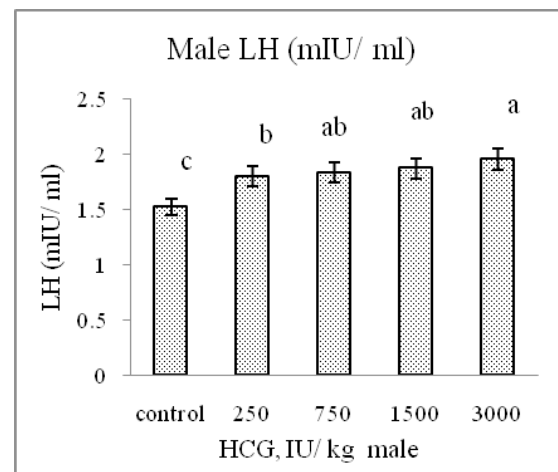 Male LH (mIU/ ml)
LH (mIU/ ml)
2.5
2
1.5
1
0.5
0
c
b
ab
ab
a
control 250 750 1500 3000
HCG, IU/ kg male